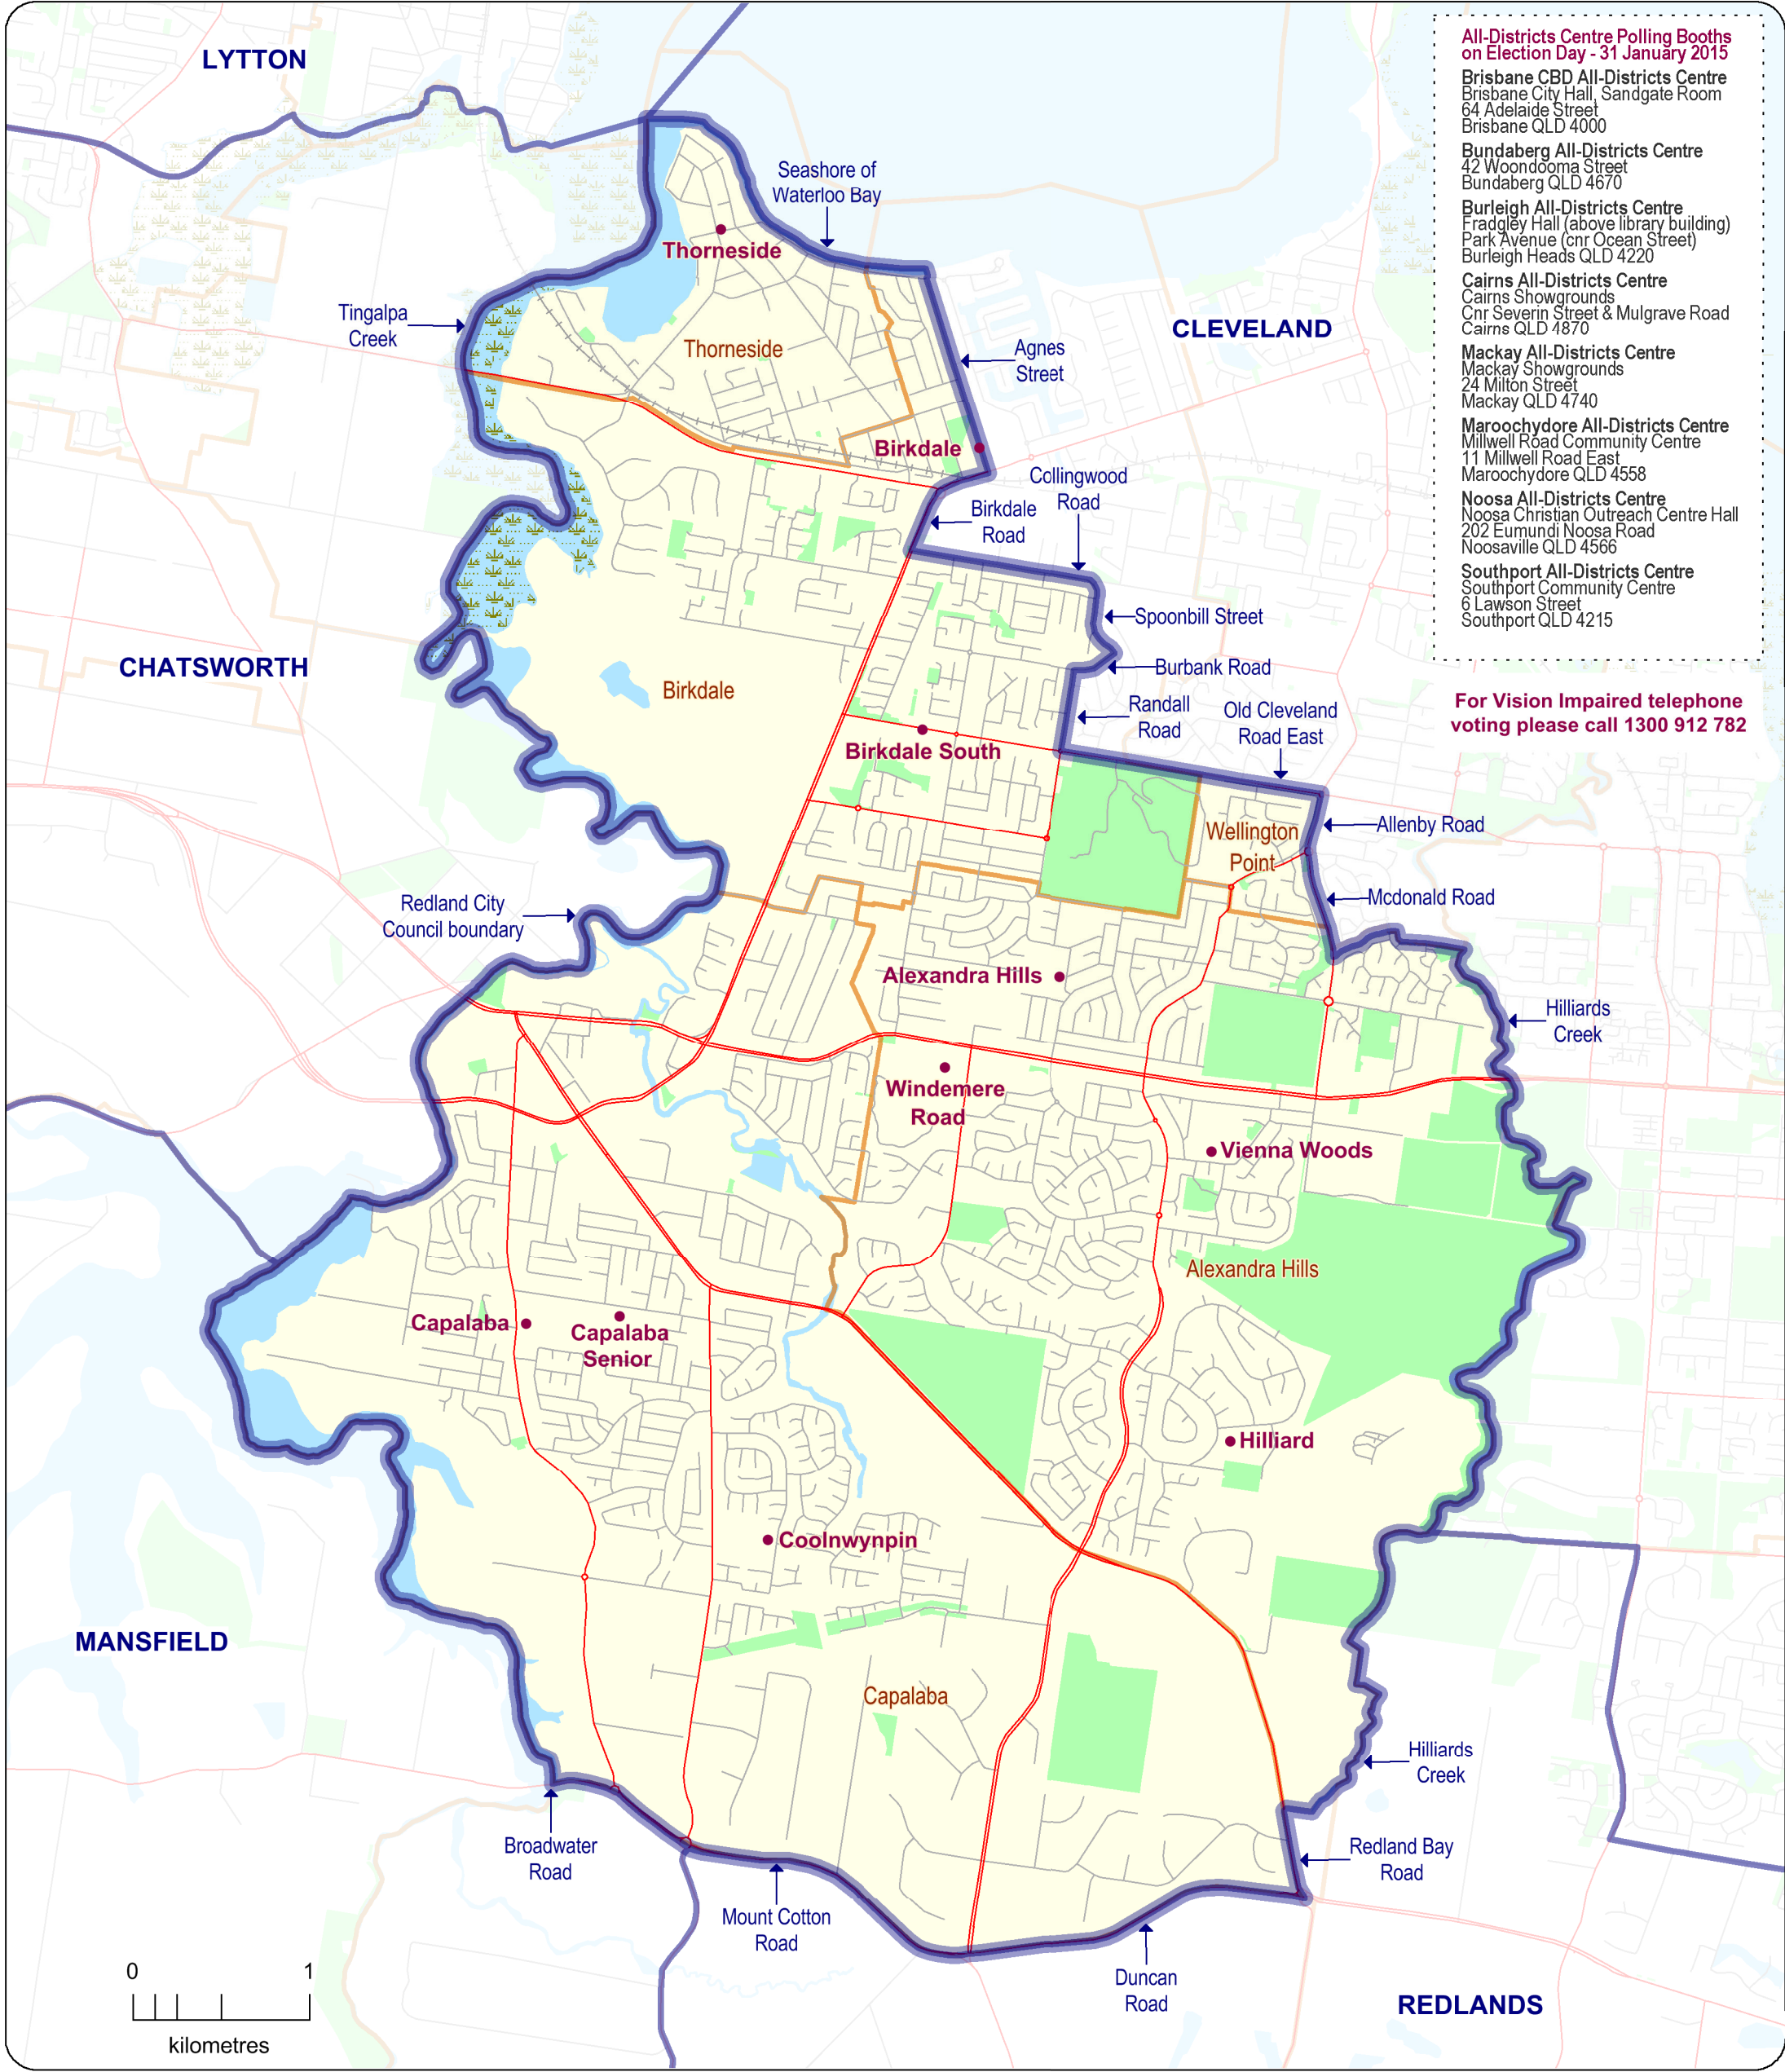 LYTTON
All-Districts Centre Polling Booths
on Election Day - 31 January 2015
Brisbane CBD All-Districts Centre
Brisbane City Hall, Sandgate Room
64 Adelaide Street
Brisbane QLD 4000
Bundaberg All-Districts Centre
42 Woondooma Street
Bundaberg QLD 4670
Burleigh All-Districts Centre
Fradgley Hall (above library building)
Park Avenue (cnr Ocean Street)
Burleigh Heads QLD 4220
Cairns All-Districts Centre
Cairns Showgrounds
Cnr Severin Street & Mulgrave Road
Cairns QLD 4870
Mackay All-Districts Centre
Mackay Showgrounds
24 Milton Street
Mackay QLD 4740
Maroochydore All-Districts Centre
Millwell Road Community Centre
11 Millwell Road East
Maroochydore QLD 4558
Noosa All-Districts Centre
Noosa Christian Outreach Centre Hall
202 Eumundi Noosa Road
Noosaville QLD 4566
Southport All-Districts Centre
Southport Community Centre
6 Lawson Street
Southport QLD 4215
For Vision Impaired telephone
voting please call 1300 912 782
Seashore of
Waterloo Bay
Thorneside
Tingalpa
Creek
Thorneside
CLEVELAND
Agnes
Street
Birkdale
Collingwood
Road
Birkdale
Road
Spoonbill Street
CHATSWORTH
Burbank Road
Birkdale
Randall
Road
Old Cleveland
Road East
Birkdale South
Wellington
Point
Allenby Road
Mcdonald Road
Redland City
Council boundary
Alexandra Hills
Hilliards
Creek
Windemere
Road
Vienna Woods
Alexandra Hills
Capalaba
Capalaba
Senior
Hilliard
Coolnwynpin
MANSFIELD
Capalaba
Hilliards
Creek
Broadwater
Road
Redland Bay
Road
Mount Cotton
Road
Duncan
Road
REDLANDS
0 1
kilometres